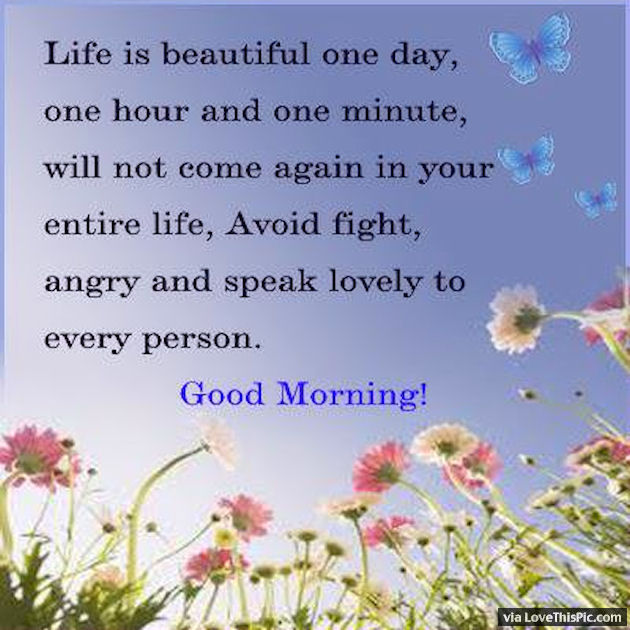 Life is beautiful one day,
one hour and one minute,
will not come again in your
entire life, Avoid fight,
angry and speak lovely to
every person.
Good Morning!
via LoveThisPic.com